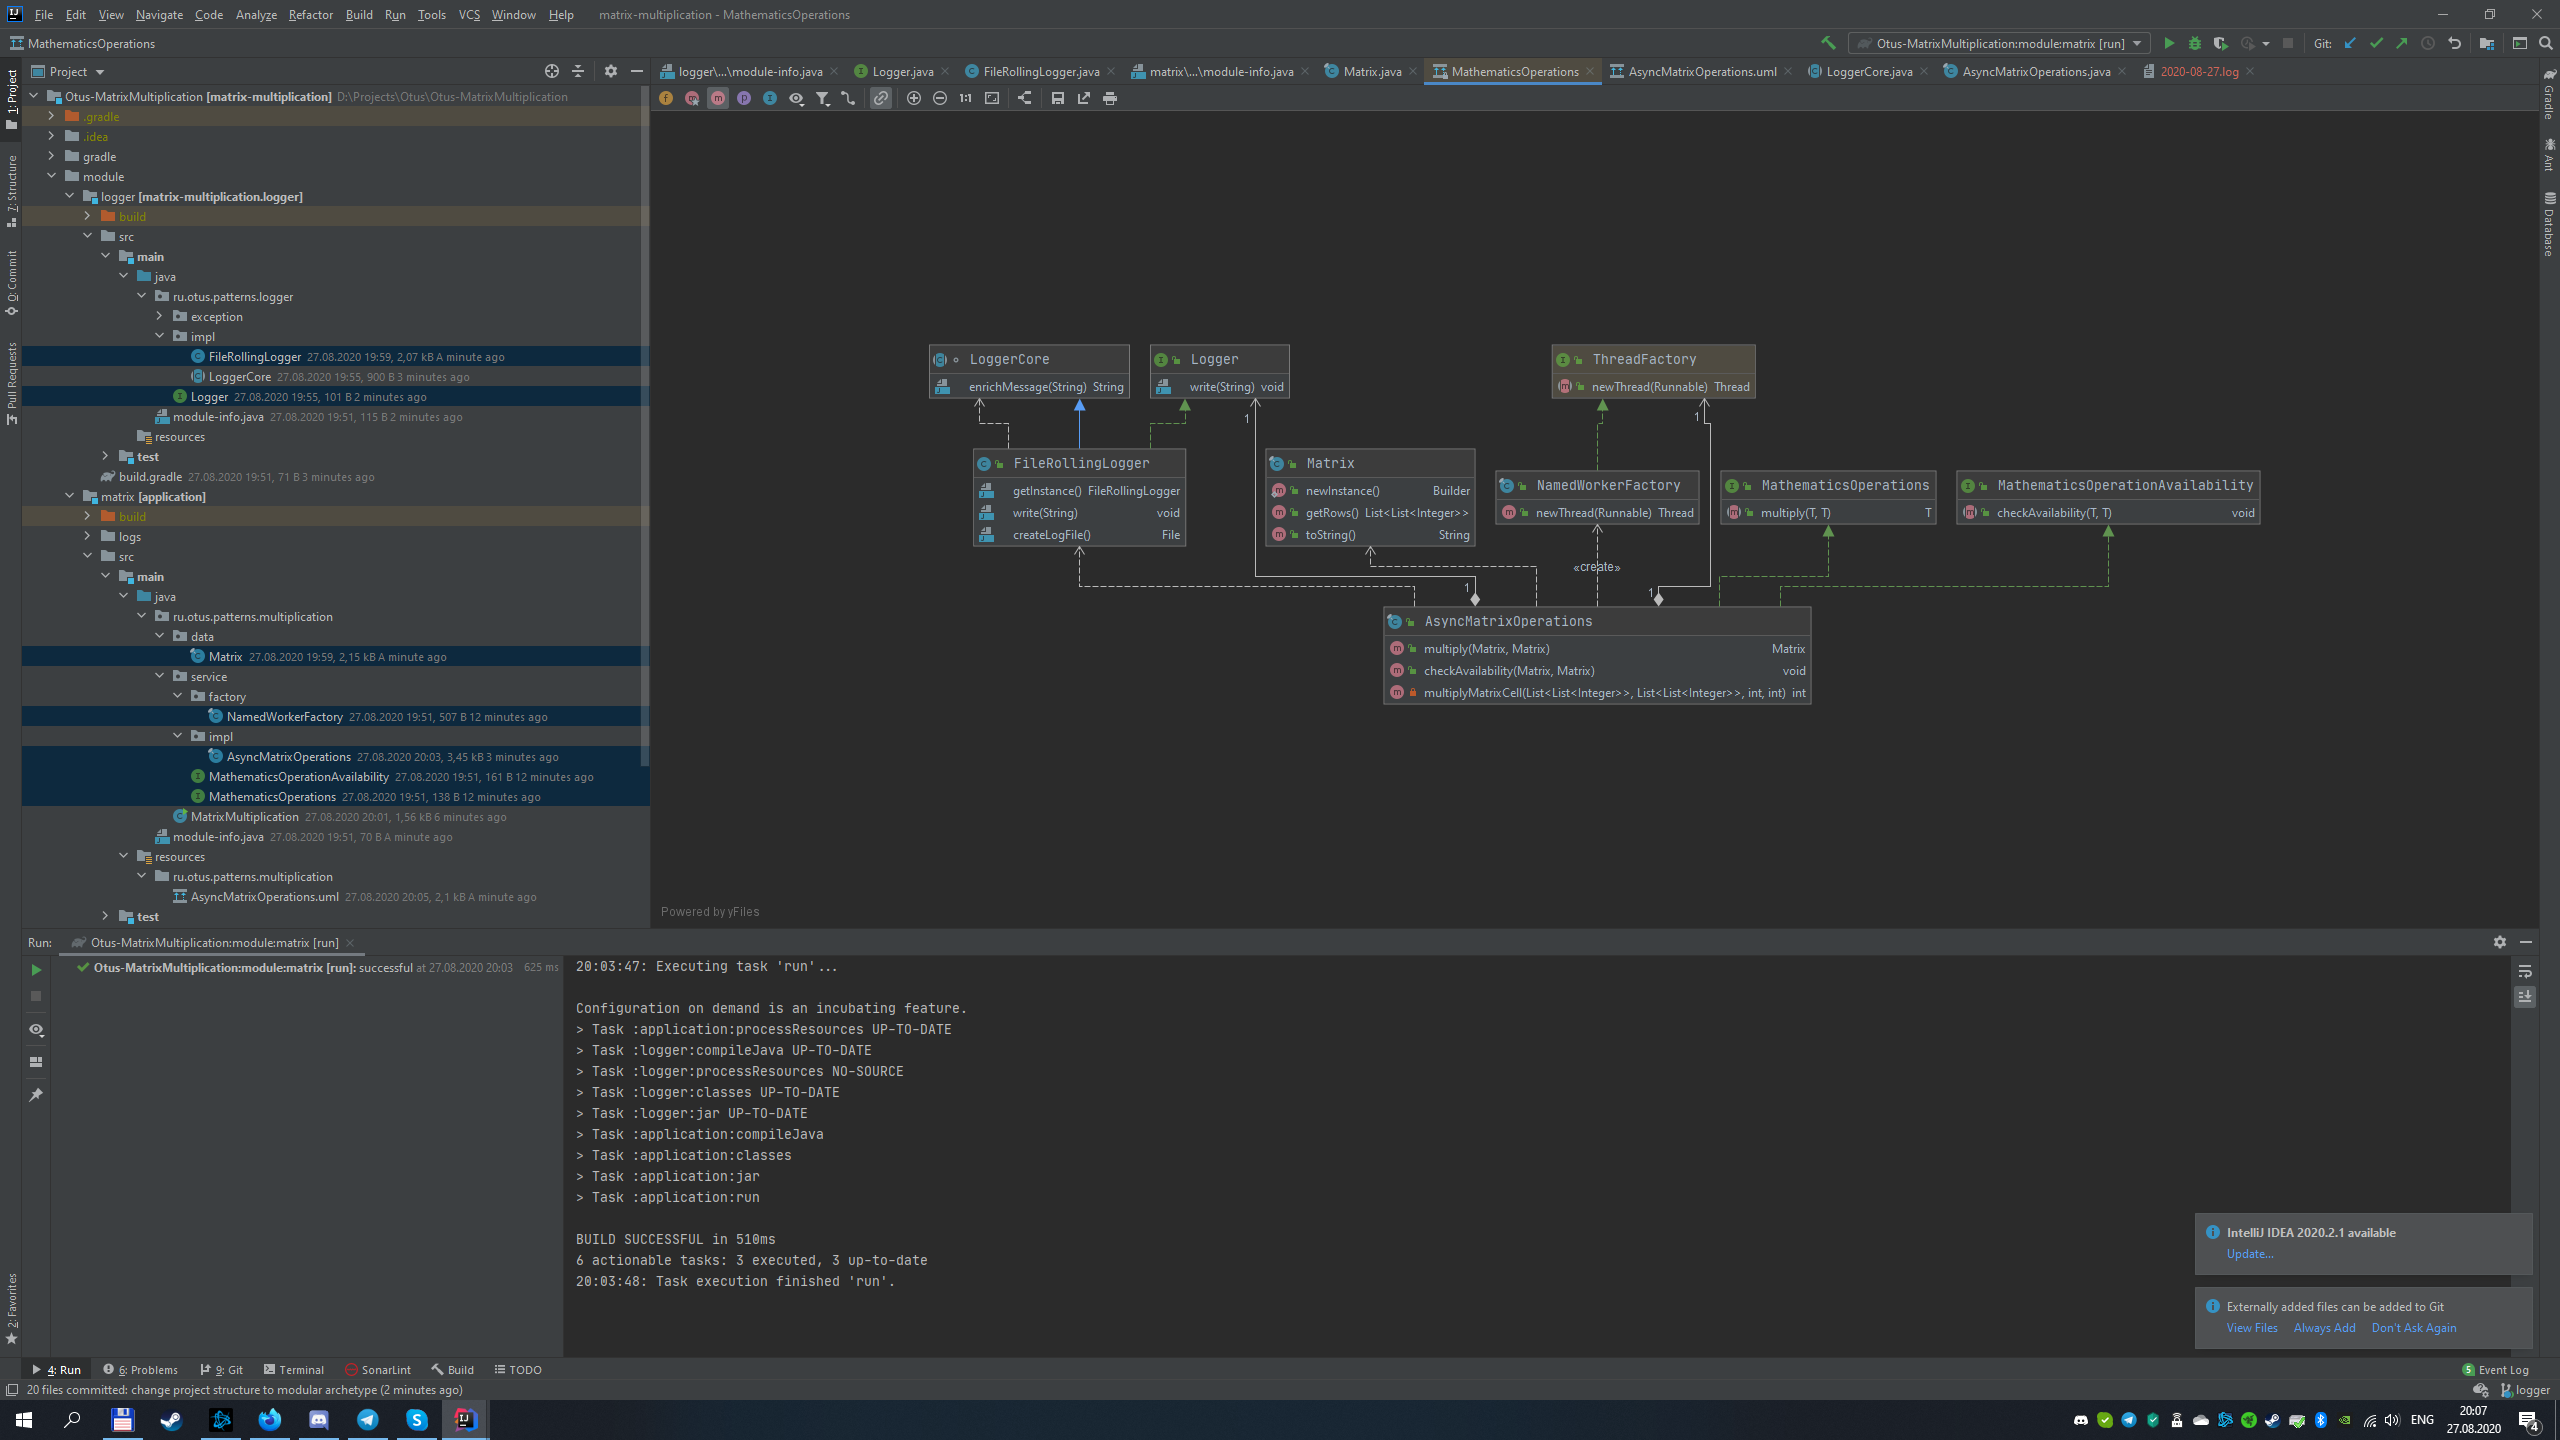 File Edit View Navigate Code Analyze Refactor Build Run Tools VCS Window Help matrix-multiplication - MathematicsOperations
MathematicsOperations
Otus-MatrixMultiplication:module:matrix [run]
Git:
1: Project
7: Structure
0: Commit
Pull Requests
2: Favorites
Project
Otus-MatrixMultiplication [matrix-multiplication] D:\Projects\Otus\Otus-MatrixMultiplication
.gradle
.idea
gradle
module
logger [matrix-multiplication.logger]
build
src
main
java
ru.otus.patterns.logger
exception
impl
FileRollingLogger 27.08.2020 19:59, 2,07 kB A minute ago
LoggerCore 27.08.2020 19:55, 900 B 3 minutes ago
Logger 27.08.2020 19:55, 101 B 2 minutes ago
module-info.java 27.08.2020 19:51, 115 B 2 minutes ago
resources
test
build.gradle 27.08.2020 19:51, 71 B 3 minutes ago
matrix [application]
build
logs
src
main
java
ru.otus.patterns.multiplication
data
Matrix 27.08.2020 19:59, 2,15 kB A minute ago
service
factory
NamedWorkerFactory 27.08.2020 19:51, 507 B 12 minutes ago
impl
AsyncMatrixOperations 27.08.2020 20:03, 3,45 kB 3 minutes ago
MathematicsOperationAvailability 27.08.2020 19:51, 161 B 12 minutes ago
MathematicsOperations 27.08.2020 19:51, 138 B 12 minutes ago
MatrixMultiplication 27.08.2020 20:01, 1,56 kB 6 minutes ago
module-info.java 27.08.2020 19:51, 70 B A minute ago
resources
ru.otus.patterns.multiplication
AsyncMatrixOperations.uml 27.08.2020 20:05, 2,1 kB A minute ago
test
logger\...\module-info.java Logger.java FileRollingLogger.java matrix\...\module-info.java Matrix.java MathematicsOperations AsyncMatrixOperations.uml LoggerCore.java AsyncMatrixOperations.java 2020-08-27.log
1:1
LoggerCore
enrichMessage(String) String
Logger
write(String) void
ThreadFactory
newThread(Runnable) Thread
1
1
FileRollingLogger
getInstance() FileRollingLogger
write(String) void
createLogFile() File
Matrix
newInstance() Builder
getRows() List<List<Integer>>
toString() String
NamedWorkerFactory
newThread(Runnable) Thread
MathematicsOperations
multiply(T, T) T
MathematicsOperationAvailability
checkAvailability(T, T) void
«create»
1
1
AsyncMatrixOperations
multiply(Matrix, Matrix) Matrix
checkAvailability(Matrix, Matrix) void
multiplyMatrixCell(List<List<Integer>>, List<List<Integer>>, int, int) int
Powered by yFiles
Gradle
Ant
Database
Run: Otus-MatrixMultiplication:module:matrix [run]
Otus-MatrixMultiplication:module:matrix [run]: successful at 27.08.2020 20:03 625 ms
20:03:47: Executing task 'run'...
Configuration on demand is an incubating feature.
> Task :application:processResources UP-TO-DATE
> Task :logger:compileJava UP-TO-DATE
> Task :logger:processResources NO-SOURCE
> Task :logger:classes UP-TO-DATE
> Task :logger:jar UP-TO-DATE
> Task :application:compileJava
> Task :application:classes
> Task :application:jar
> Task :application:run
BUILD SUCCESSFUL in 510ms
6 actionable tasks: 3 executed, 3 up-to-date
20:03:48: Task execution finished 'run'.
IntelliJ IDEA 2020.2.1 available
Update...
Externally added files can be added to Git
View Files Always Add Don't Ask Again
4: Run 6: Problems 9: Git Terminal SonarLint Build TODO
5 Event Log
20 files committed: change project structure to modular archetype (2 minutes ago)
logger
ENG
20:07
27.08.2020
4